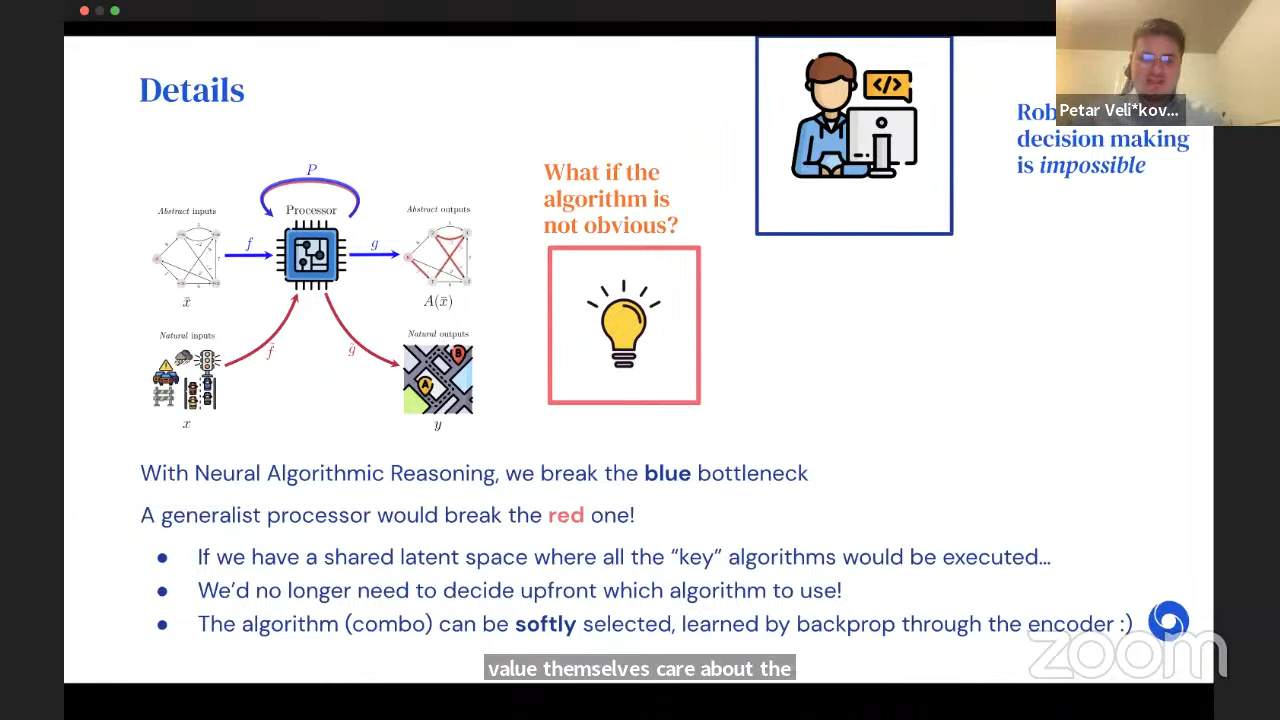 Details
Petar Veli*kov...
Rob
decision making
is impossible
What if the
algorithm is
not obvious?
P
Processor
Abstract inputs
Abstract outputs
f
g
x̄
A(x̄)
Natural inputs
Natural outputs
f̃
g̃
A
B
x
y
</>
With Neural Algorithmic Reasoning, we break the blue bottleneck
A generalist processor would break the red one!
● If we have a shared latent space where all the “key” algorithms would be executed...
● We’d no longer need to decide upfront which algorithm to use!
● The algorithm (combo) can be softly selected, learned by backprop through the encoder :)
zoom
value themselves care about the